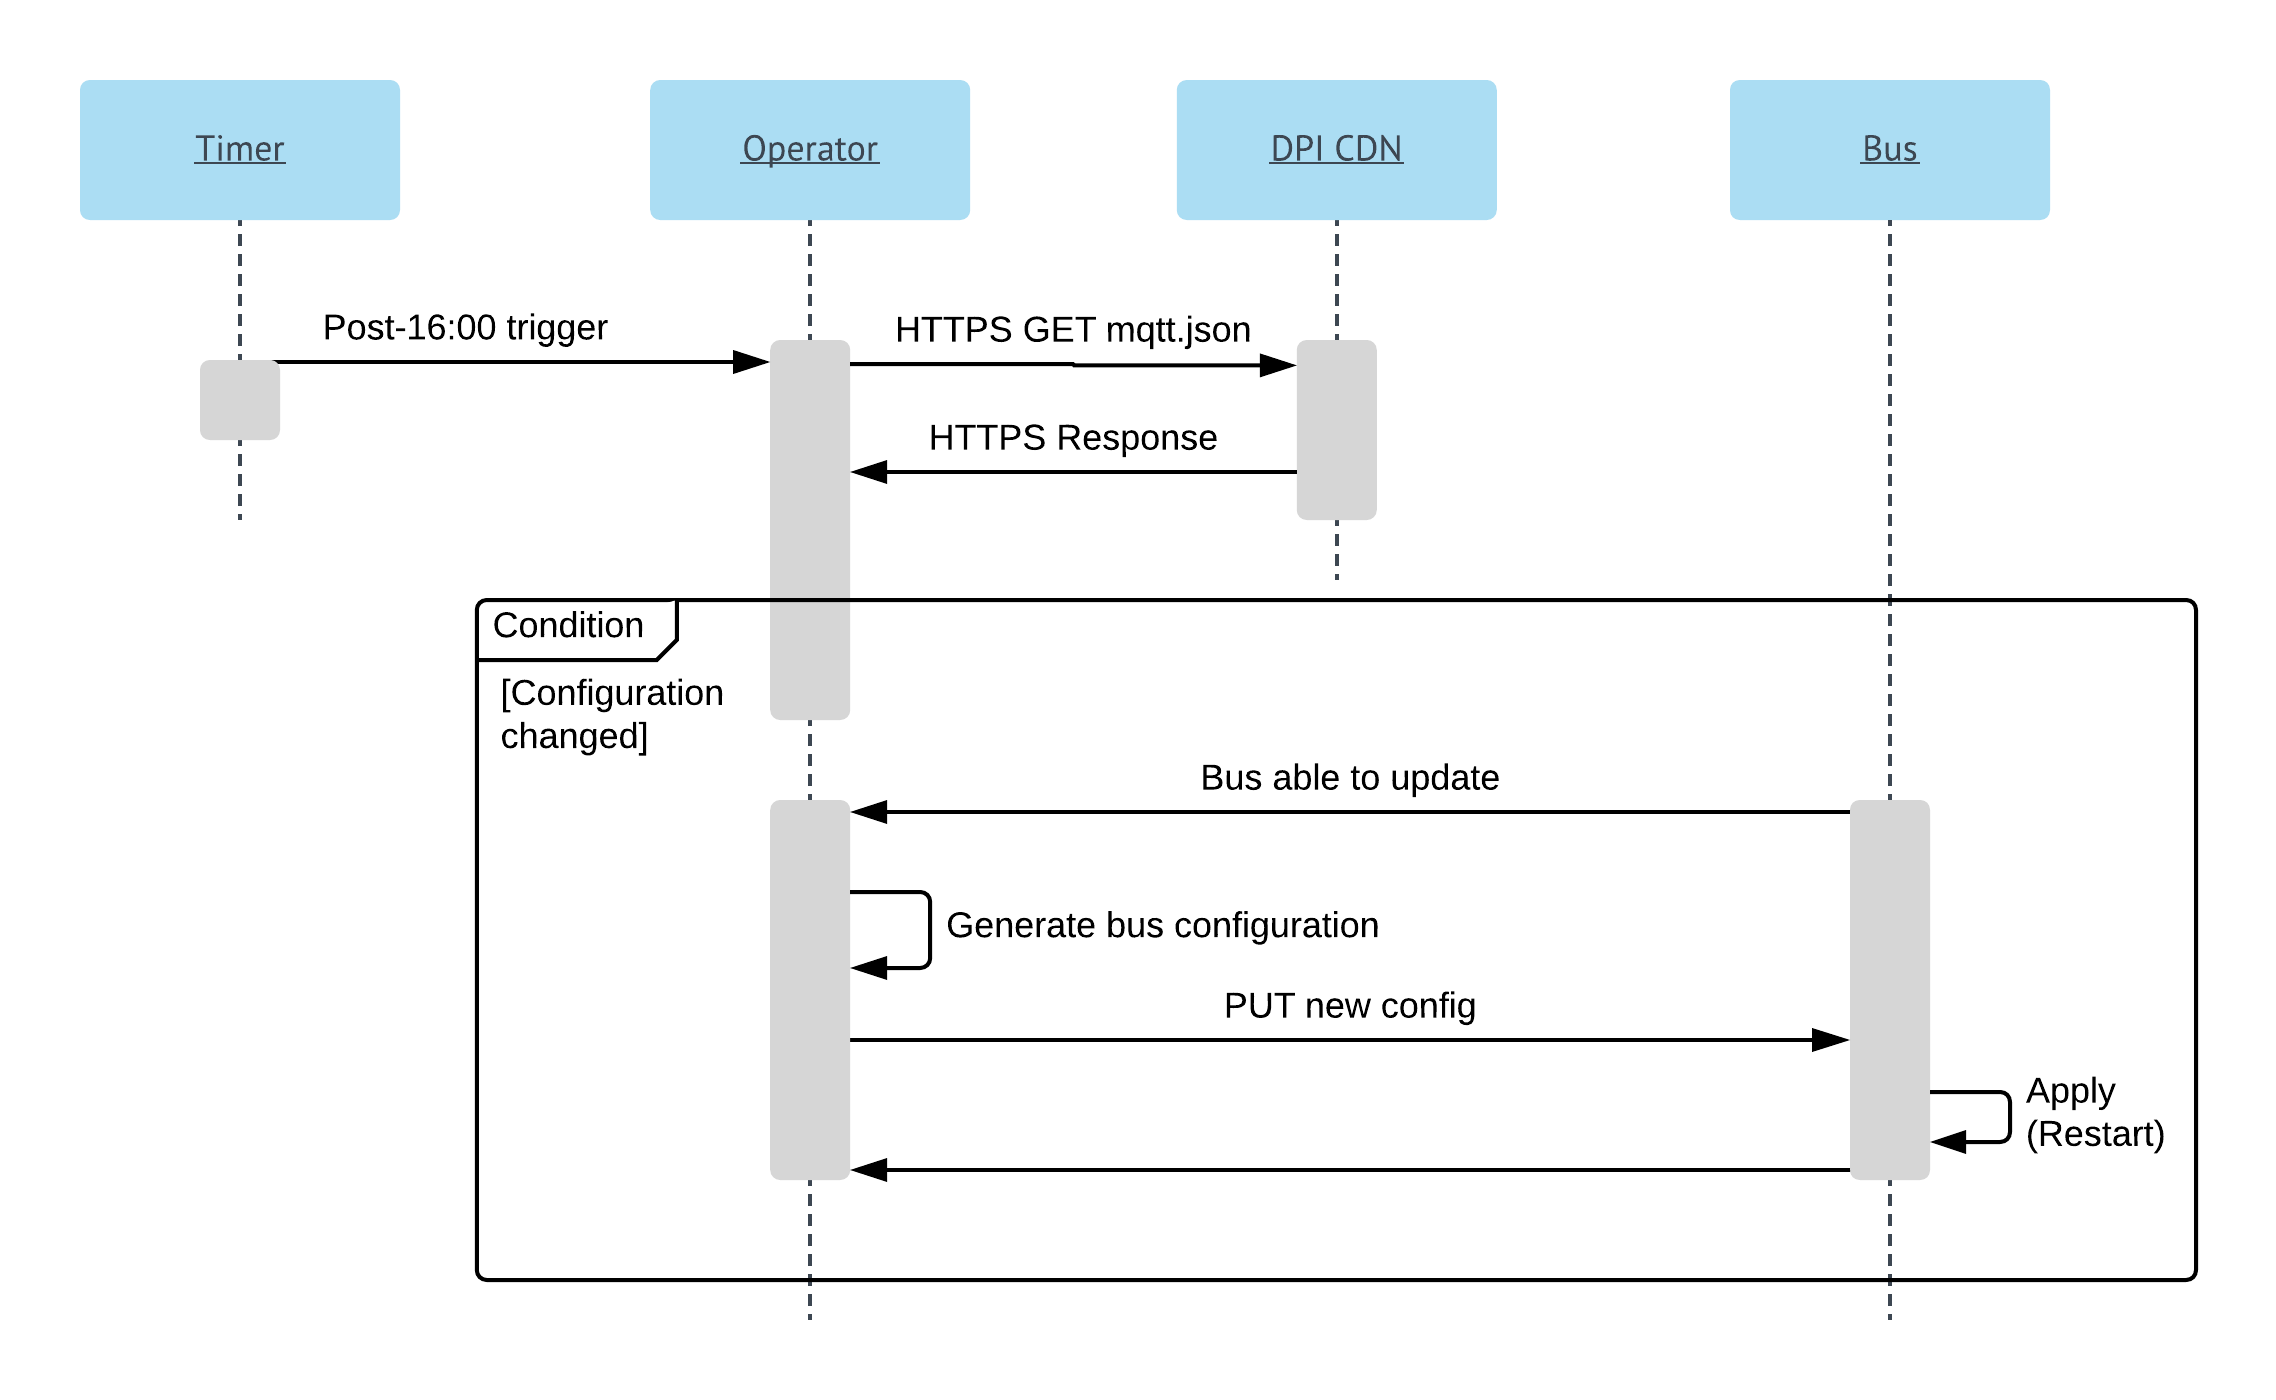 Timer
Operator
DPI CDN
Bus
Post-16:00 trigger
HTTPS GET mqtt.json
HTTPS Response
Condition
[Configuration
changed]
Bus able to update
Generate bus configuration
PUT new config
Apply
(Restart)